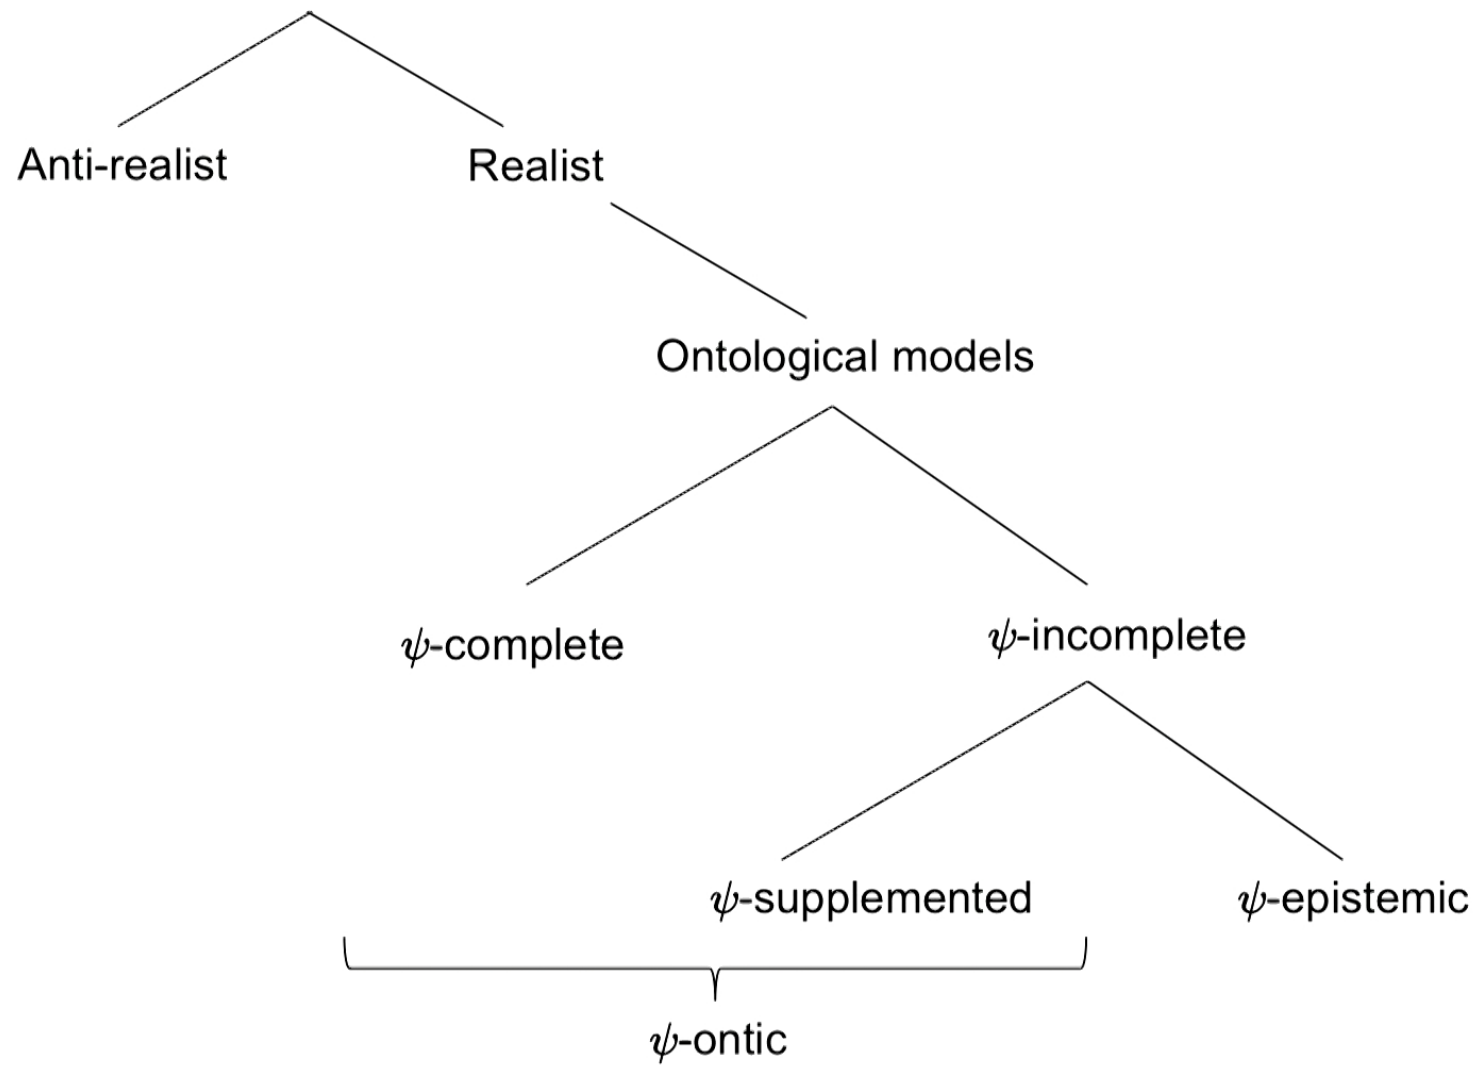 Anti-realist
Realist
Ontological models
ψ-complete
ψ-incomplete
ψ-supplemented
ψ-epistemic
ψ-ontic